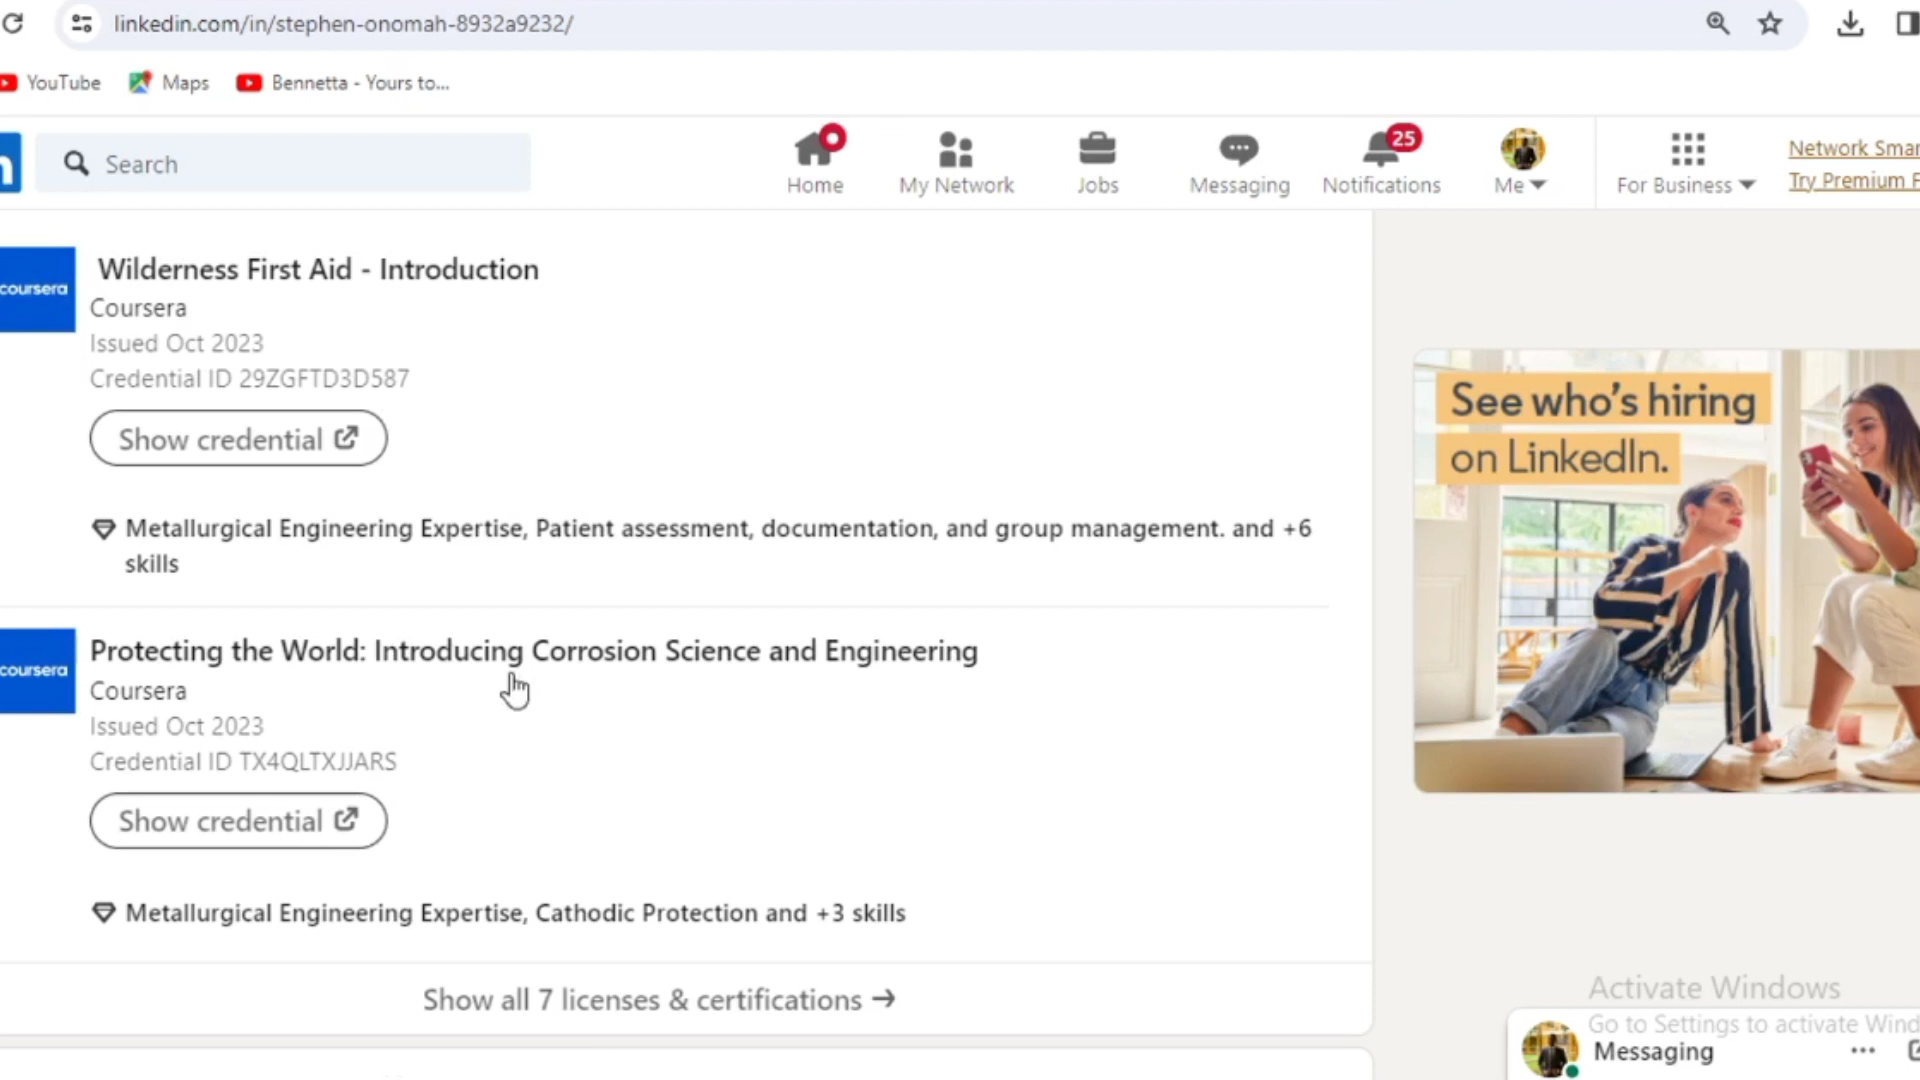 linkedin.com/in/stephen-onomah-8932a9232/
YouTube
Maps
Bennetta - Yours to...
Search
Home
My Network
Jobs
Messaging
25
Notifications
Me
For Business
Network Smar
Try Premium F
coursera
Wilderness First Aid - Introduction
Coursera
Issued Oct 2023
Credential ID 29ZGFTD3D587
Show credential
Metallurgical Engineering Expertise, Patient assessment, documentation, and group management. and +6
skills
coursera
Protecting the World: Introducing Corrosion Science and Engineering
Coursera
Issued Oct 2023
Credential ID TX4QLTXJJARS
Show credential
Metallurgical Engineering Expertise, Cathodic Protection and +3 skills
Show all 7 licenses & certifications →
See who's hiring
on LinkedIn.
Activate Windows
Go to Settings to activate Wind
Messaging